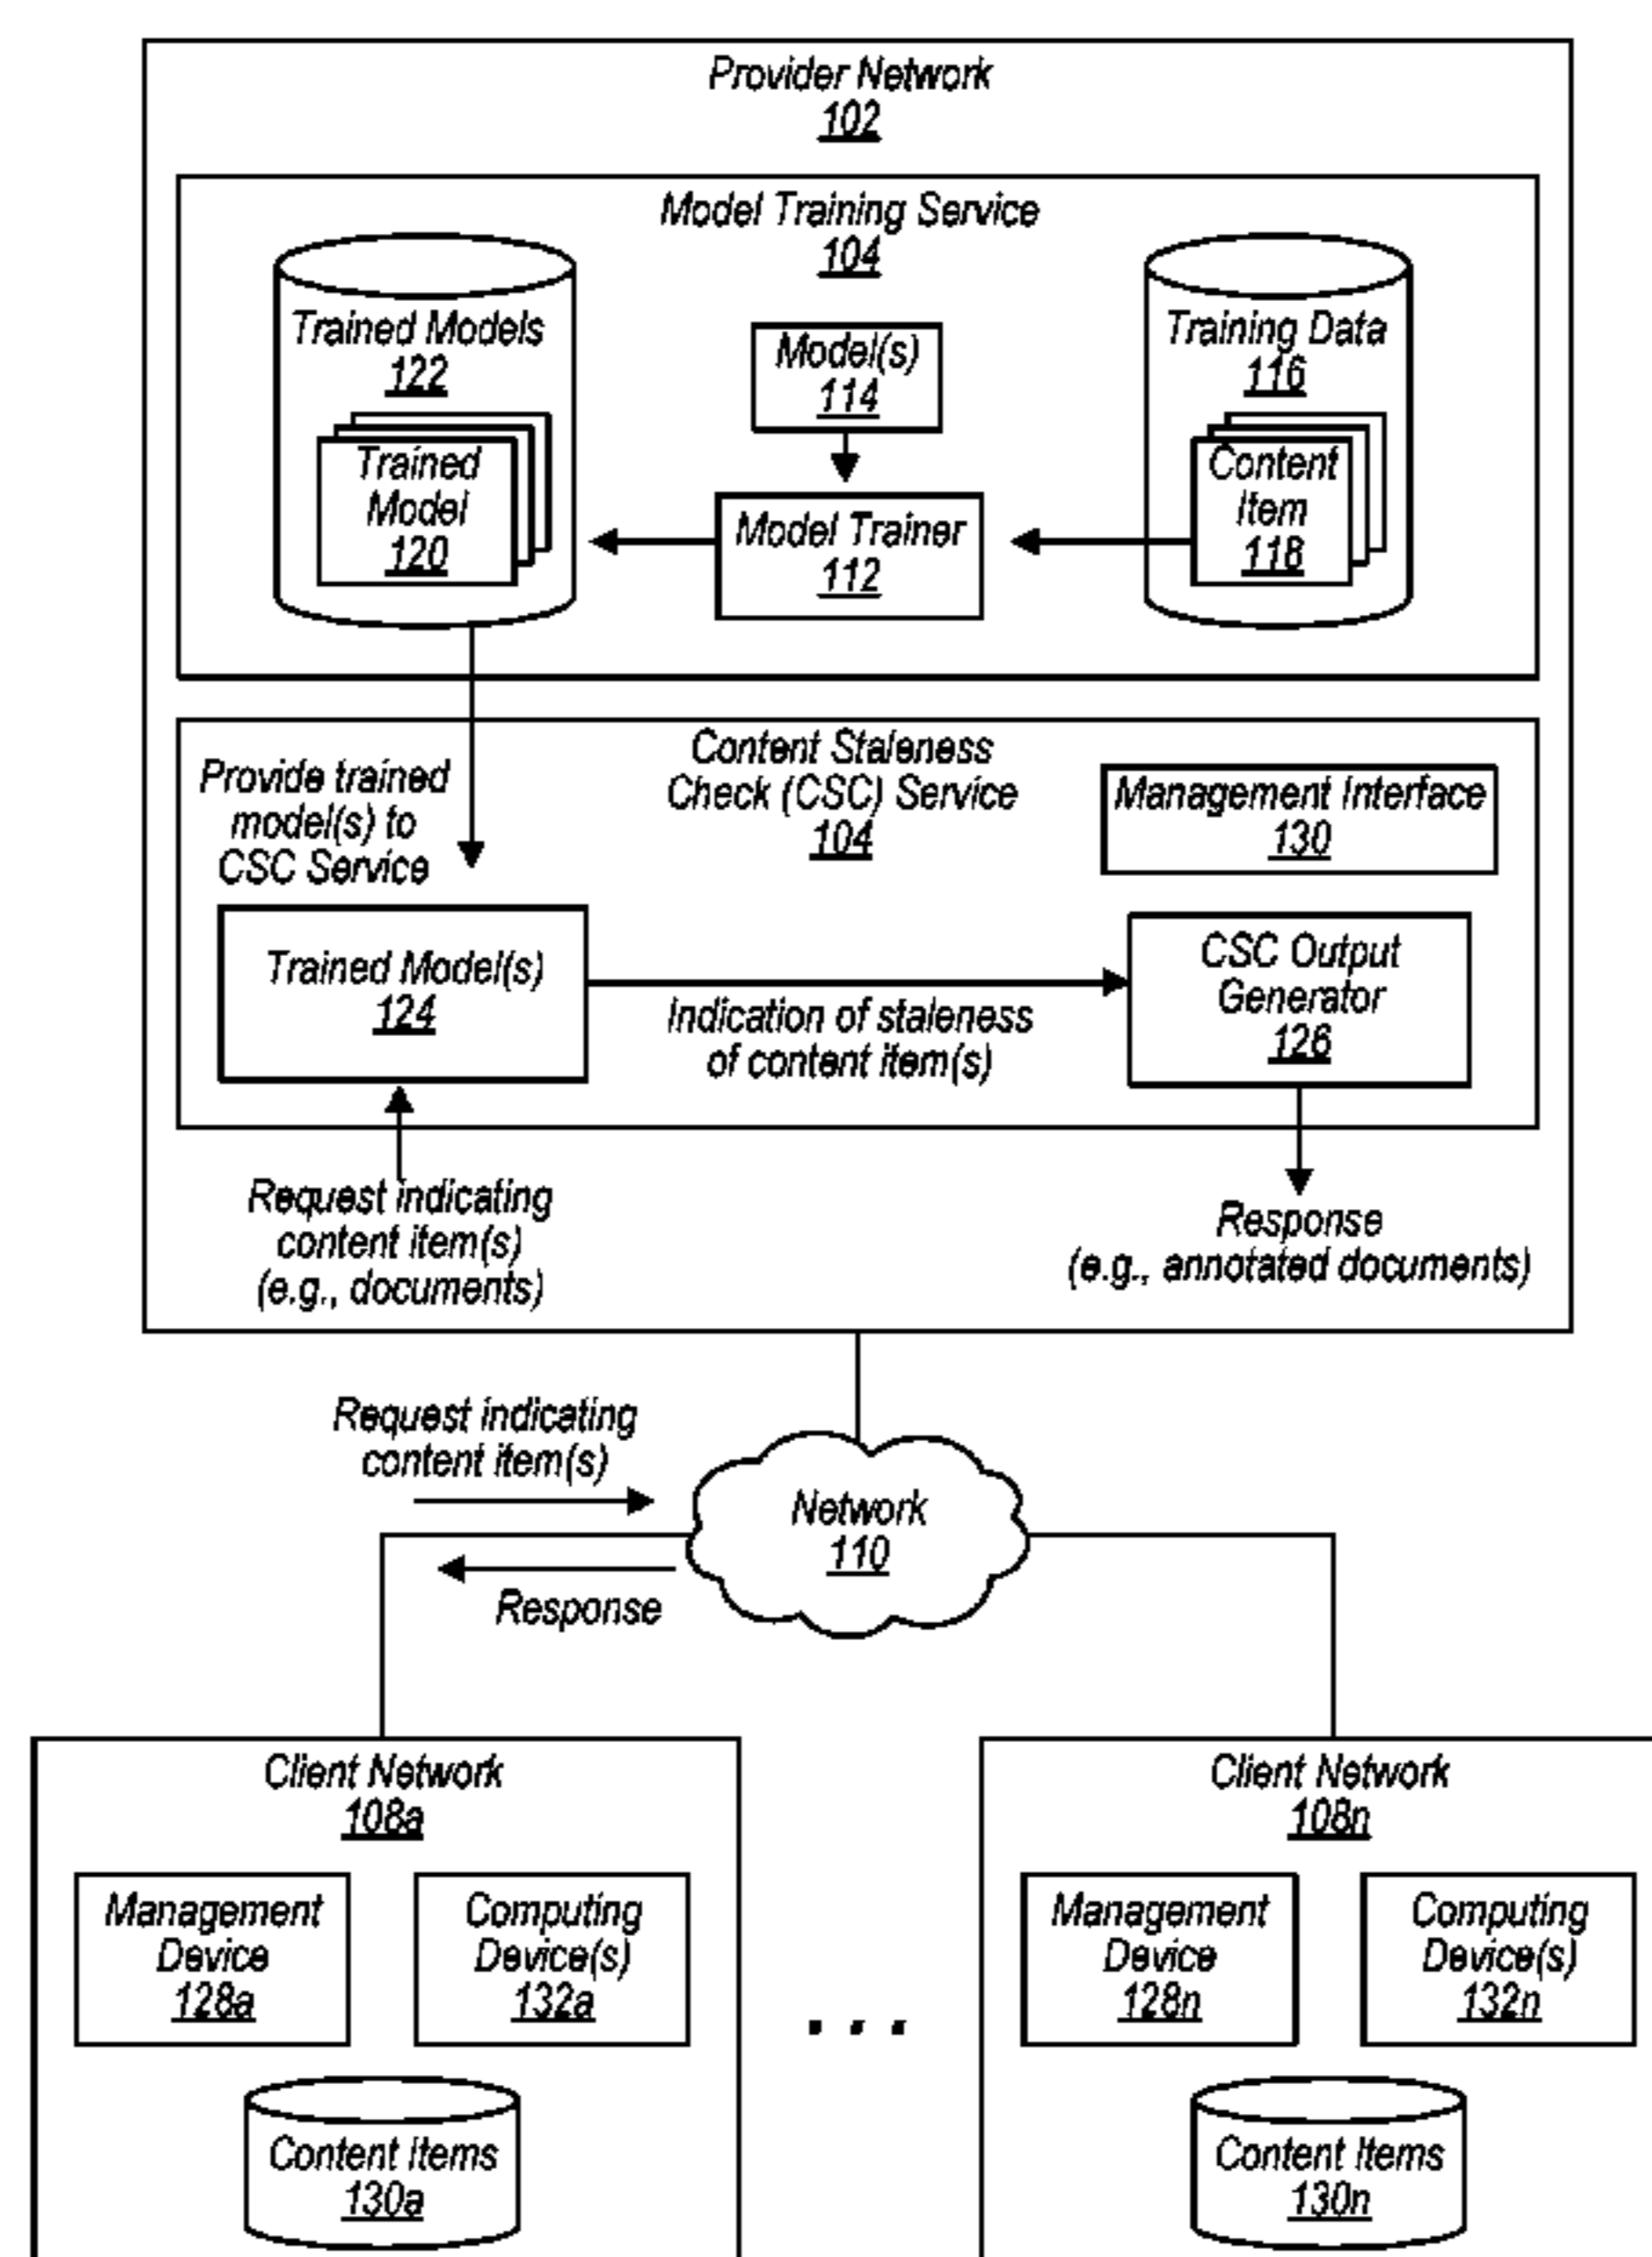 Provider Network
102
Model Training Service
104
Trained Models
122
Trained
Model
120
Model(s)
114
Model Trainer
112
Training Data
116
Content
Item
118
Provide trained
model(s) to
CSC Service
Content Staleness
Check (CSC) Service
104
Management Interface
130
Trained Model(s)
124
Indication of staleness
of content item(s)
CSC Output
Generator
126
Request indicating
content item(s)
(e.g., documents)
Response
(e.g., annotated documents)
Request indicating
content item(s)
Network
110
Response
Client Network
108a
Management
Device
128a
Computing
Device(s)
132a
Content Items
130a
. . .
Client Network
108n
Management
Device
128n
Computing
Device(s)
132n
Content Items
130n